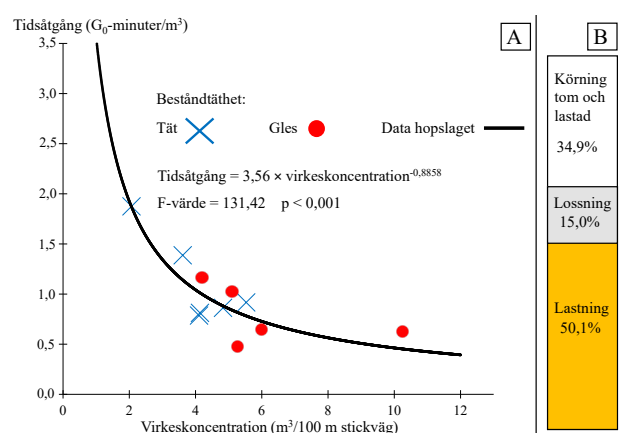 Tidsåtgång (G₀-minuter/m³)
A
B
3,5
3,0
2,5
2,0
1,5
1,0
0,5
0,0
Beståndtäthet:
Tät Gles Data hopslaget
Tidsåtgång = 3,56 × virkeskoncentration⁻⁰,⁸⁸⁵⁸
F-värde = 131,42 p < 0,001
0 2 4 6 8 10 12
Virkeskoncentration (m³/100 m stickväg)
Körning
tom och
lastad
34,9%
Lossning
15,0%
Lastning
50,1%